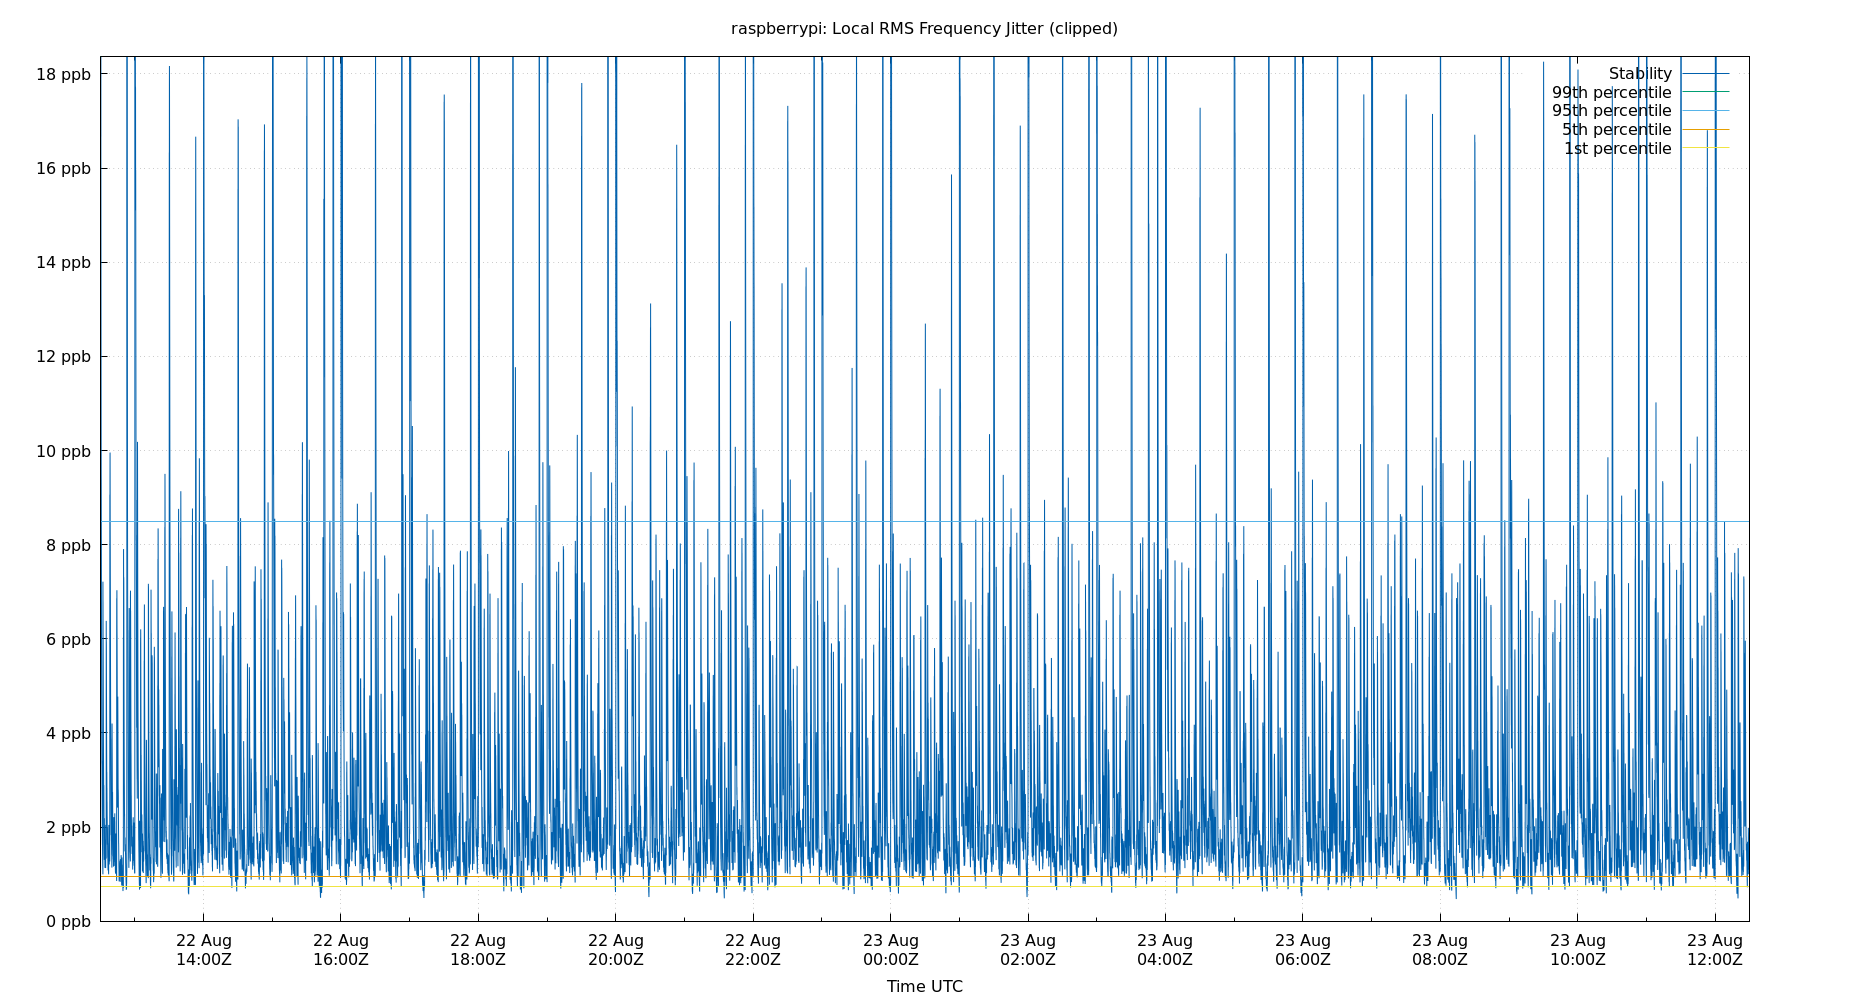 raspberrypi: Local RMS Frequency Jitter (clipped)
18 ppb
16 ppb
14 ppb
12 ppb
10 ppb
8 ppb
6 ppb
4 ppb
2 ppb
0 ppb
Stability
99th percentile
95th percentile
5th percentile
1st percentile
22 Aug 22 Aug 22 Aug 22 Aug 22 Aug 23 Aug 23 Aug 23 Aug 23 Aug 23 Aug 23 Aug 23 Aug
14:00Z 16:00Z 18:00Z 20:00Z 22:00Z 00:00Z 02:00Z 04:00Z 06:00Z 08:00Z 10:00Z 12:00Z
Time UTC